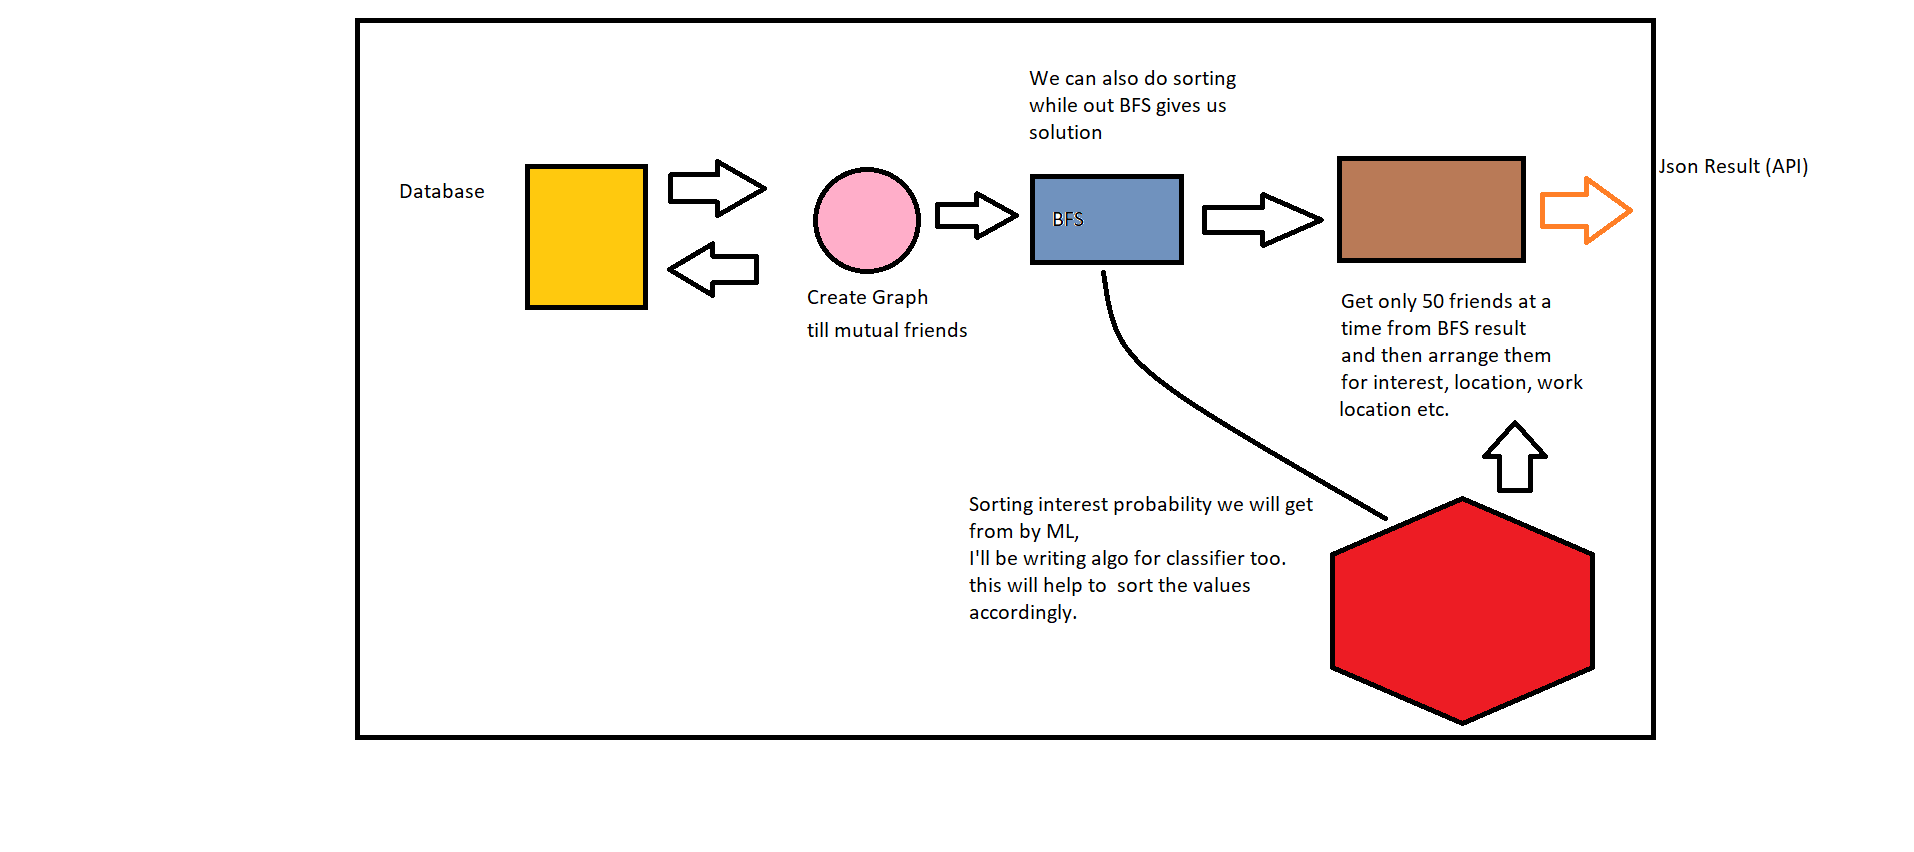 Database
Create Graph
till mutual friends
We can also do sorting
while out BFS gives us
solution
BFS
Get only 50 friends at a
time from BFS result
and then arrange them
for interest, location, work
location etc.
Json Result (API)
Sorting interest probability we will get
from by ML,
I'll be writing algo for classifier too.
this will help to  sort the values
accordingly.